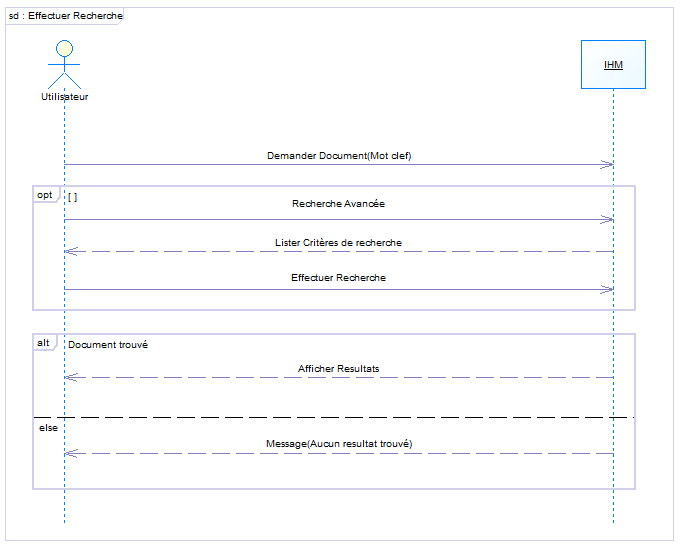 sd : Effectuer Recherche
Utilisateur
IHM
Demander Document(Mot clef)
opt
[ ]
Recherche Avancée
Lister Critères de recherche
Effectuer Recherche
alt
Document trouvé
Afficher Resultats
else
Message(Aucun resultat trouvé)